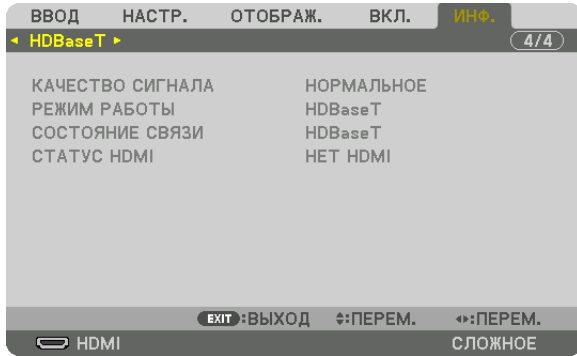 ВВОД НАСТР. ОТОБРАЖ. ВКЛ. ИНФ.
HDBaseT 4/4
КАЧЕСТВО СИГНАЛА НОРМАЛЬНОЕ
РЕЖИМ РАБОТЫ HDBaseT
СОСТОЯНИЕ СВЯЗИ HDBaseT
СТАТУС HDMI НЕТ HDMI
EXIT:ВЫХОД :ПЕРЕМ. :ПЕРЕМ.
HDMI СЛОЖНОЕ